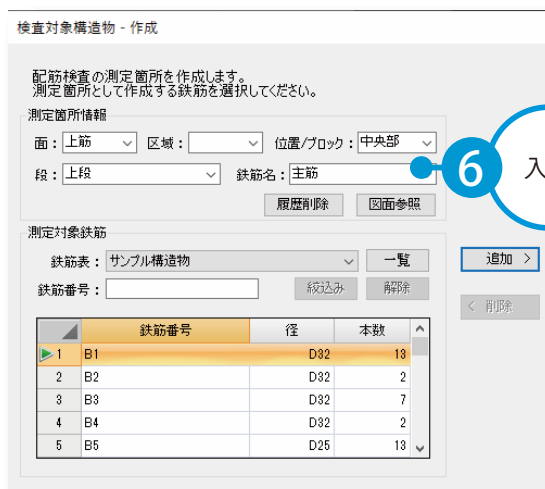 検査対象構造物 - 作成
配筋検査の測定箇所を作成します。
測定箇所として作成する鉄筋を選択してください。
測定箇所情報
面： 上筋 区域： 位置/ブロック： 中央部
段： 上段 鉄筋名： 主筋
6 入
履歴削除 図面参照
測定対象鉄筋
鉄筋表： サンプル構造物 一覧 追加 >
鉄筋番号： 絞込み 解除
< 削除
鉄筋番号 径 本数
1 B1 D32 13
2 B2 D32 2
3 B3 D32 7
4 B4 D32 2
5 B5 D25 13